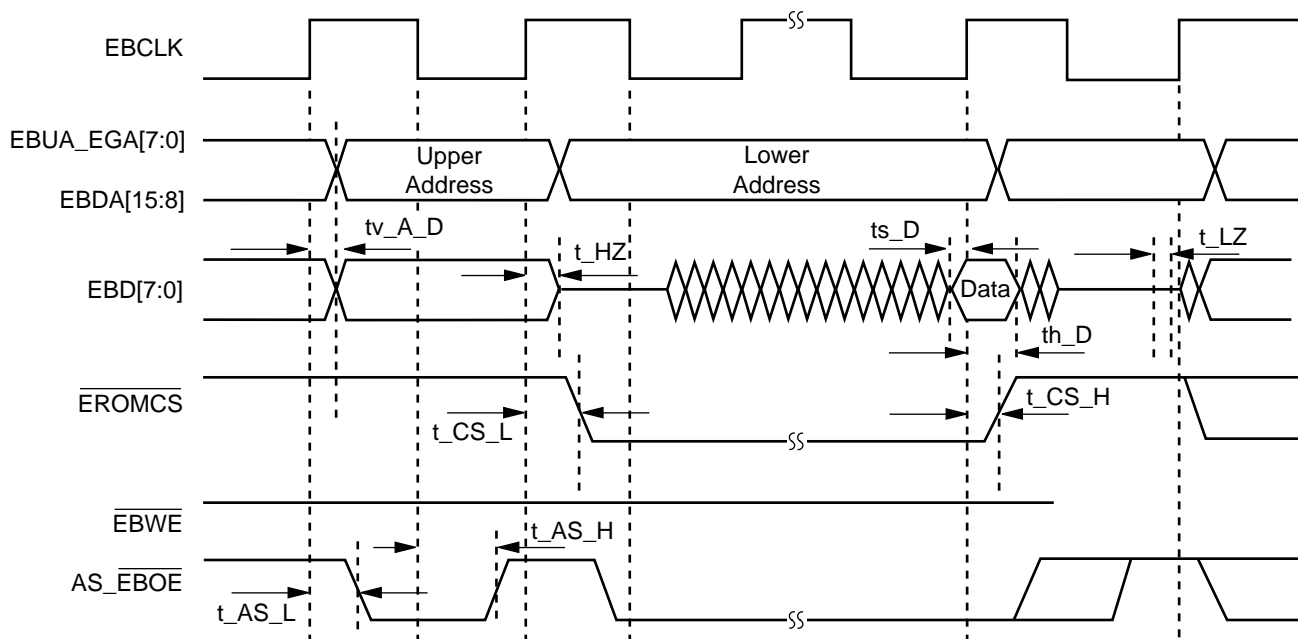 EBCLK
EBUA_EGA[7:0]
Upper
Address
Lower
Address
EBDA[15:8]
tv_A_D
t_HZ
ts_D
t_LZ
EBD[7:0]
Data
th_D
EROMCS
t_CS_L
t_CS_H
EBWE
t_AS_H
AS_EBOE
t_AS_L